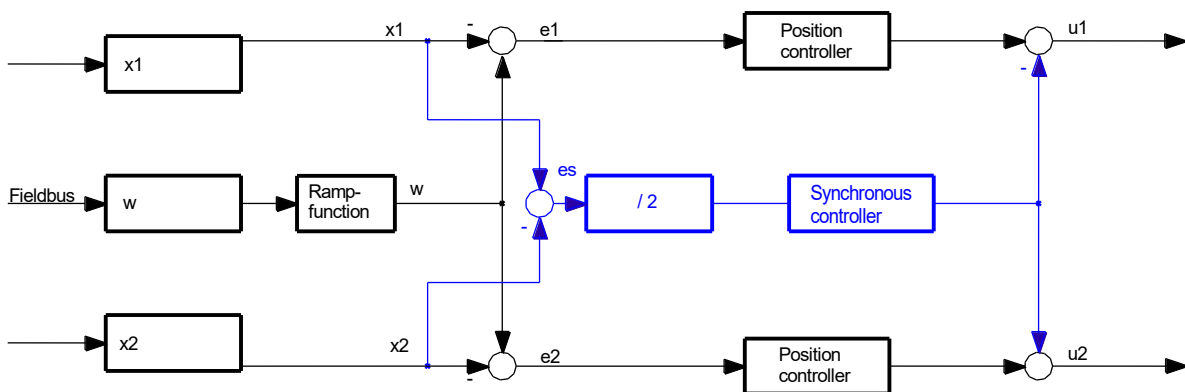 x1
-
e1
Position
controller
u1
x1
-
es
Fieldbus
w
Ramp-
function
w
-
/ 2
Synchronous
controller
x2
x2
-
e2
Position
controller
u2